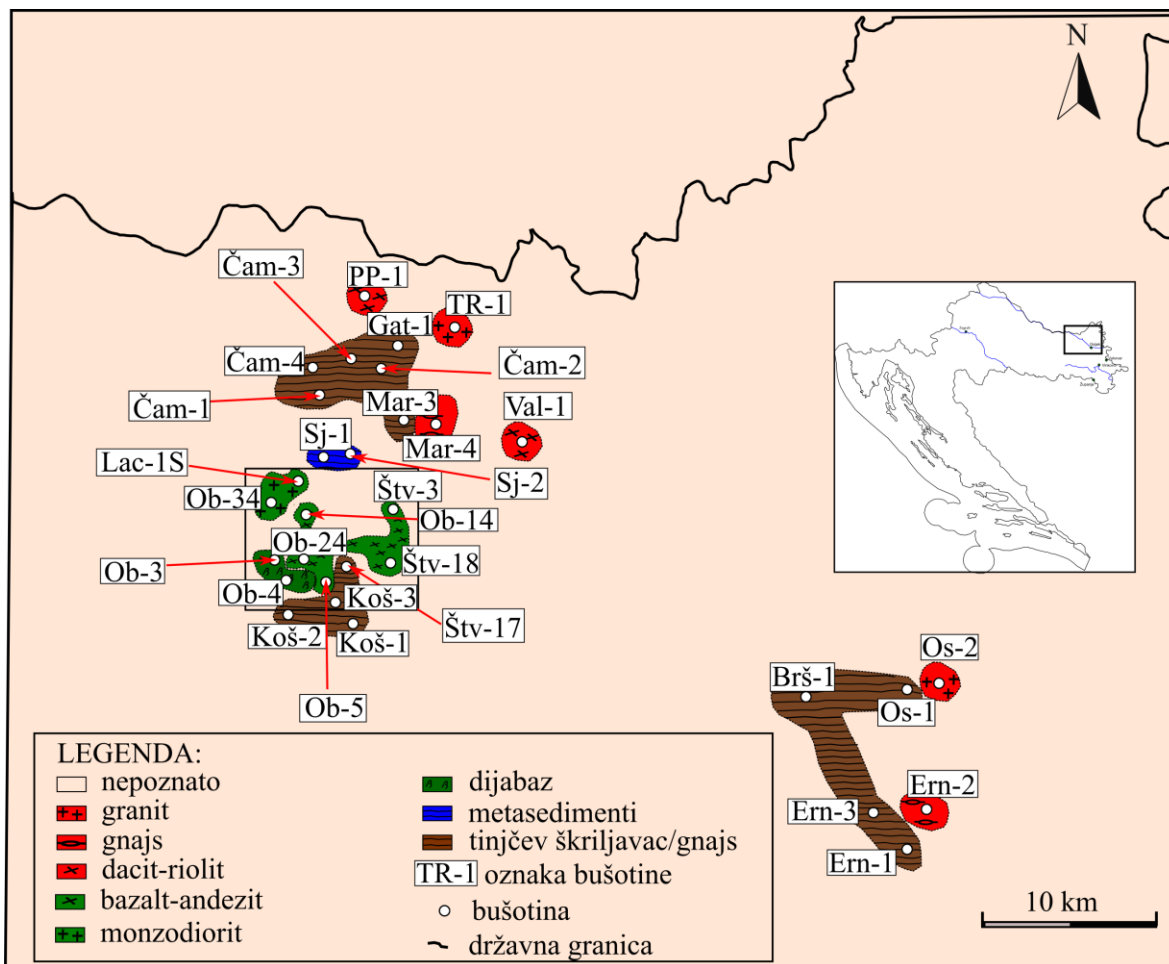 N
Čam-3
PP-1
TR-1
Gat-1
Čam-4
Čam-2
Čam-1
Mar-3
Val-1
Sj-1
Mar-4
Lac-1S
Sj-2
Štv-3
Ob-34
Ob-14
Ob-24
Ob-3
Štv-18
Ob-4
Koš-3
Štv-17
Koš-2
Koš-1
Ob-5
Os-2
Brš-1
Os-1
Ern-2
Ern-3
Ern-1
LEGENDA:
nepoznato
granit
gnajs
dacit-riolit
bazalt-andezit
monzodiorit
dijabaz
metasedimenti
tinjčev škriljavac/gnajs
TR-1 oznaka bušotine
bušotina
državna granica
10 km